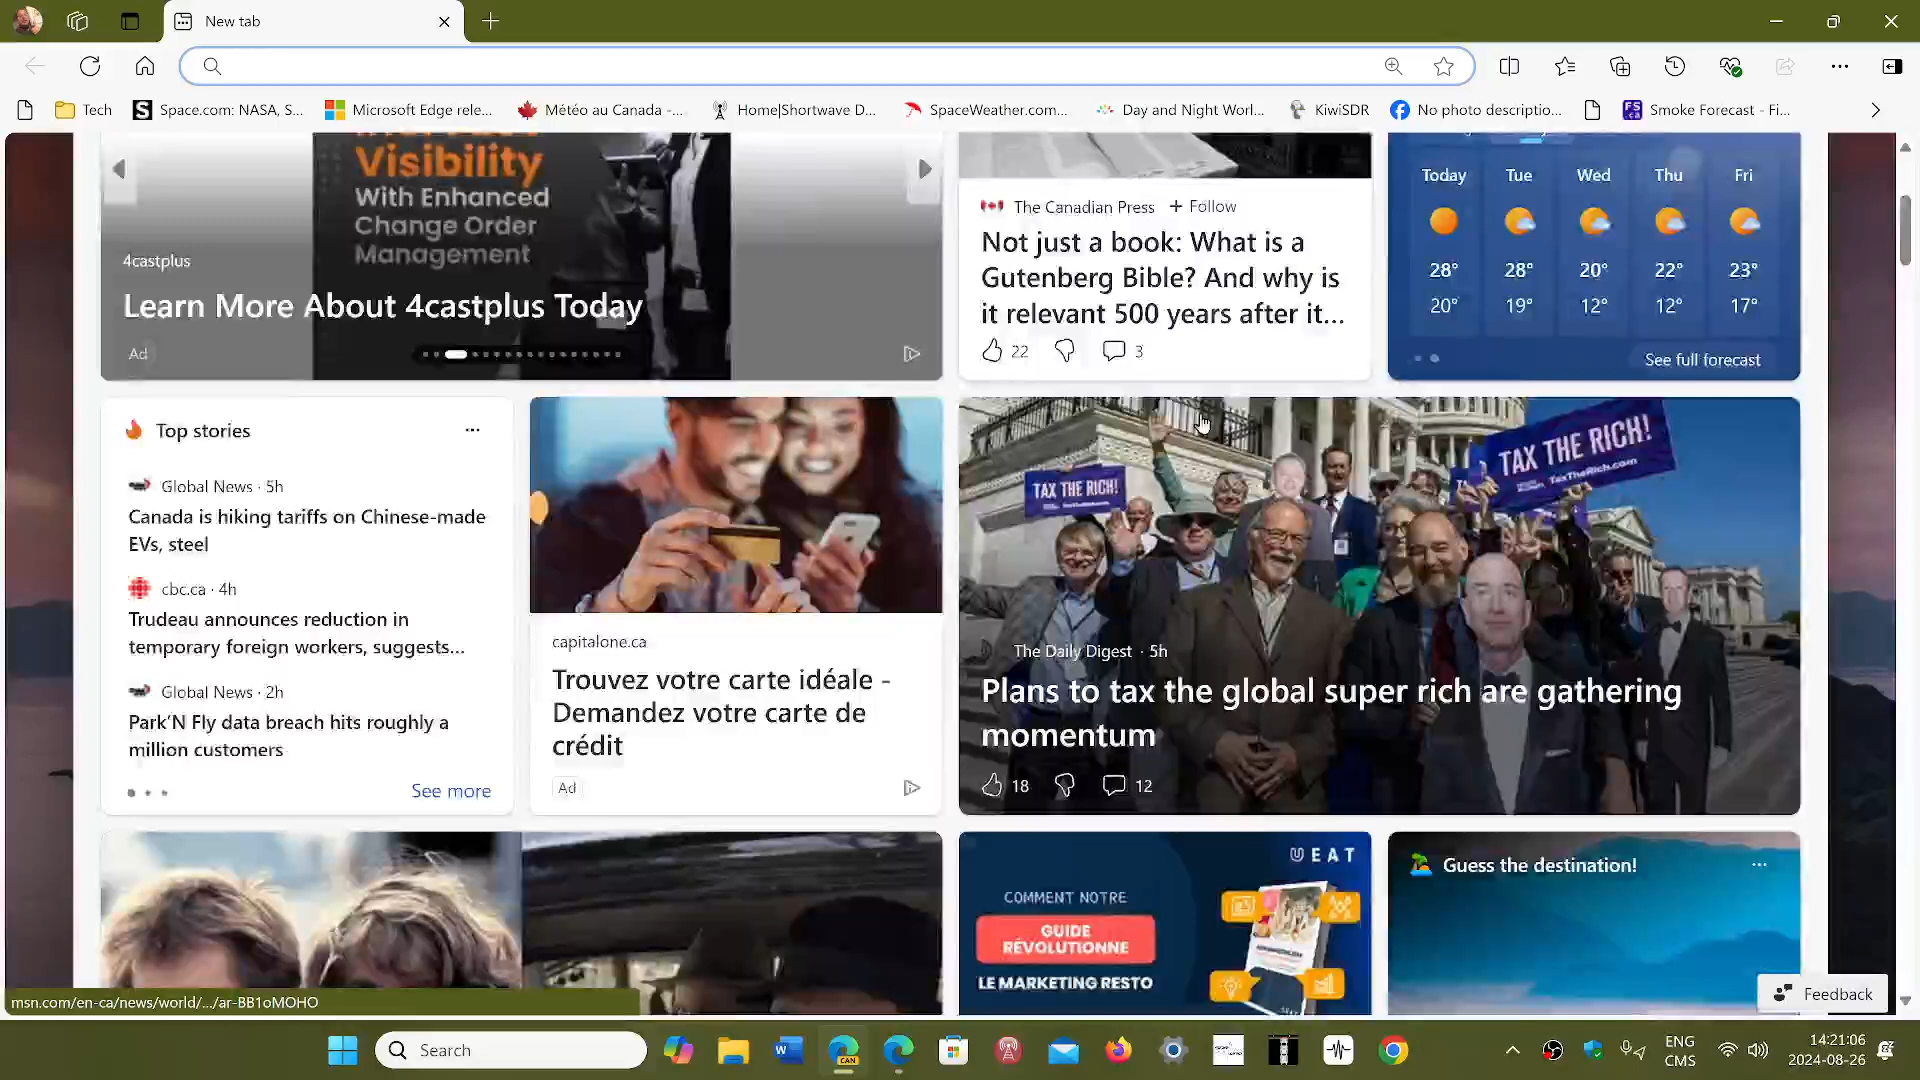 New tab
Tech
Space.com: NASA, S...
Microsoft Edge rele...
Météo au Canada -...
Home|Shortwave D...
SpaceWeather.com...
Day and Night Worl...
KiwiSDR
No photo descriptio...
FS.ca
Smoke Forecast - Fi...
Visibility
With Enhanced
Change Order
Management
4castplus
Learn More About 4castplus Today
Ad
The Canadian Press + Follow
Not just a book: What is a
Gutenberg Bible? And why is
it relevant 500 years after it...
22
3
Today Tue Wed Thu Fri
28° 28° 20° 22° 23°
20° 19° 12° 12° 17°
See full forecast
Top stories
Global News · 5h
Canada is hiking tariffs on Chinese-made
EVs, steel
cbc.ca · 4h
Trudeau announces reduction in
temporary foreign workers, suggests...
Global News · 2h
Park'N Fly data breach hits roughly a
million customers
See more
capitalone.ca
Trouvez votre carte idéale -
Demandez votre carte de
crédit
Ad
TAX THE RICH!
TAX THE RICH!
TaxTheRich.com
The Daily Digest · 5h
Plans to tax the global super rich are gathering
momentum
18
12
UEAT
COMMENT NOTRE
GUIDE
RÉVOLUTIONNE
LE MARKETING RESTO
Guess the destination!
Feedback
msn.com/en-ca/news/world/.../ar-BB1oMOHO
Search
CAN
ENG
CMS
14:21:06
2024-08-26